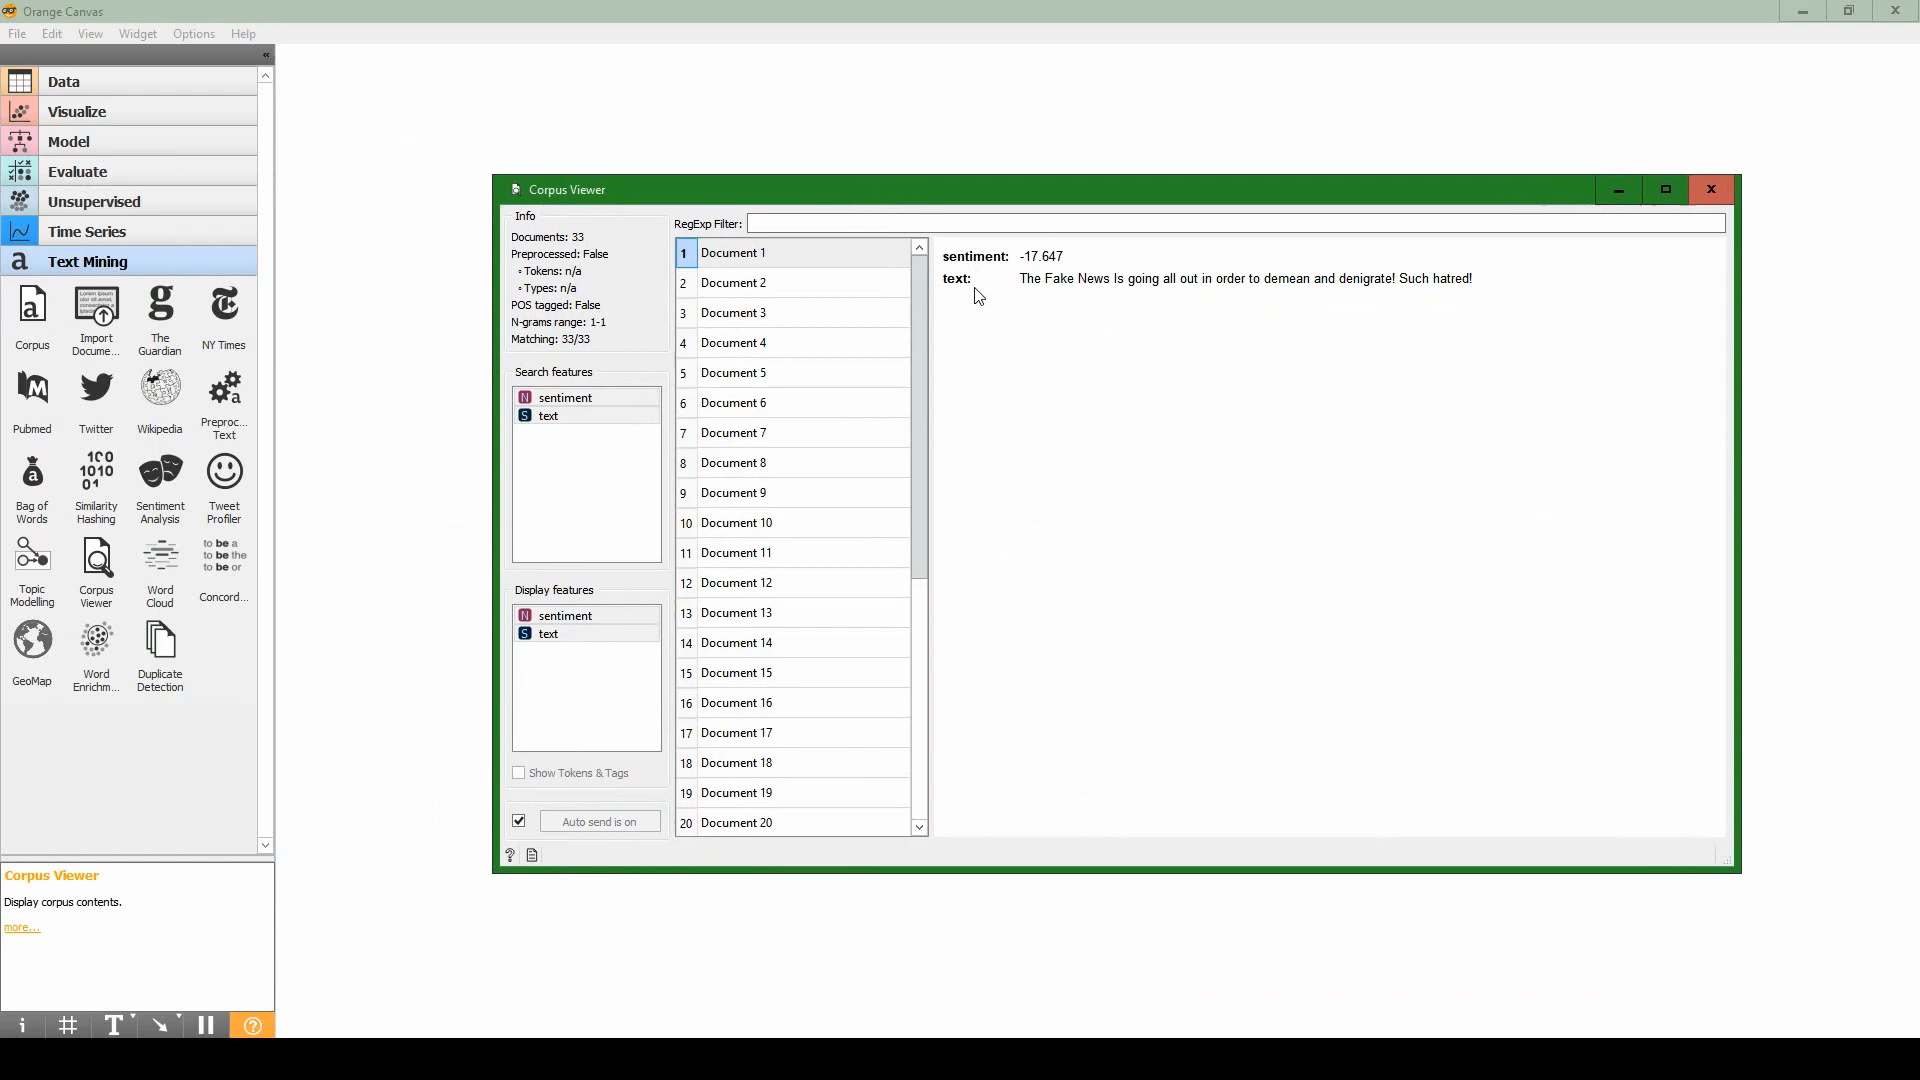 Orange Canvas
File Edit View Widget Options Help
Data
Visualize
Model
Evaluate
Unsupervised
Time Series
Text Mining
Corpus
Import Docume...
The Guardian
NY Times
Pubmed
Twitter
Wikipedia
Preproc... Text
Bag of Words
Similarity Hashing
Sentiment Analysis
Tweet Profiler
Topic Modelling
Corpus Viewer
Word Cloud
to be a
to be the
to be or
Concord...
GeoMap
Word Enrichm...
Duplicate Detection
Corpus Viewer
Display corpus contents.
more...
Corpus Viewer
Info
Documents: 33
Preprocessed: False
◦ Tokens: n/a
◦ Types: n/a
POS tagged: False
N-grams range: 1-1
Matching: 33/33
Search features
N sentiment
S text
Display features
N sentiment
S text
Show Tokens & Tags
Auto send is on
RegExp Filter:
1 Document 1
2 Document 2
3 Document 3
4 Document 4
5 Document 5
6 Document 6
7 Document 7
8 Document 8
9 Document 9
10 Document 10
11 Document 11
12 Document 12
13 Document 13
14 Document 14
15 Document 15
16 Document 16
17 Document 17
18 Document 18
19 Document 19
20 Document 20
sentiment: -17.647
text: The Fake News Is going all out in order to demean and denigrate! Such hatred!